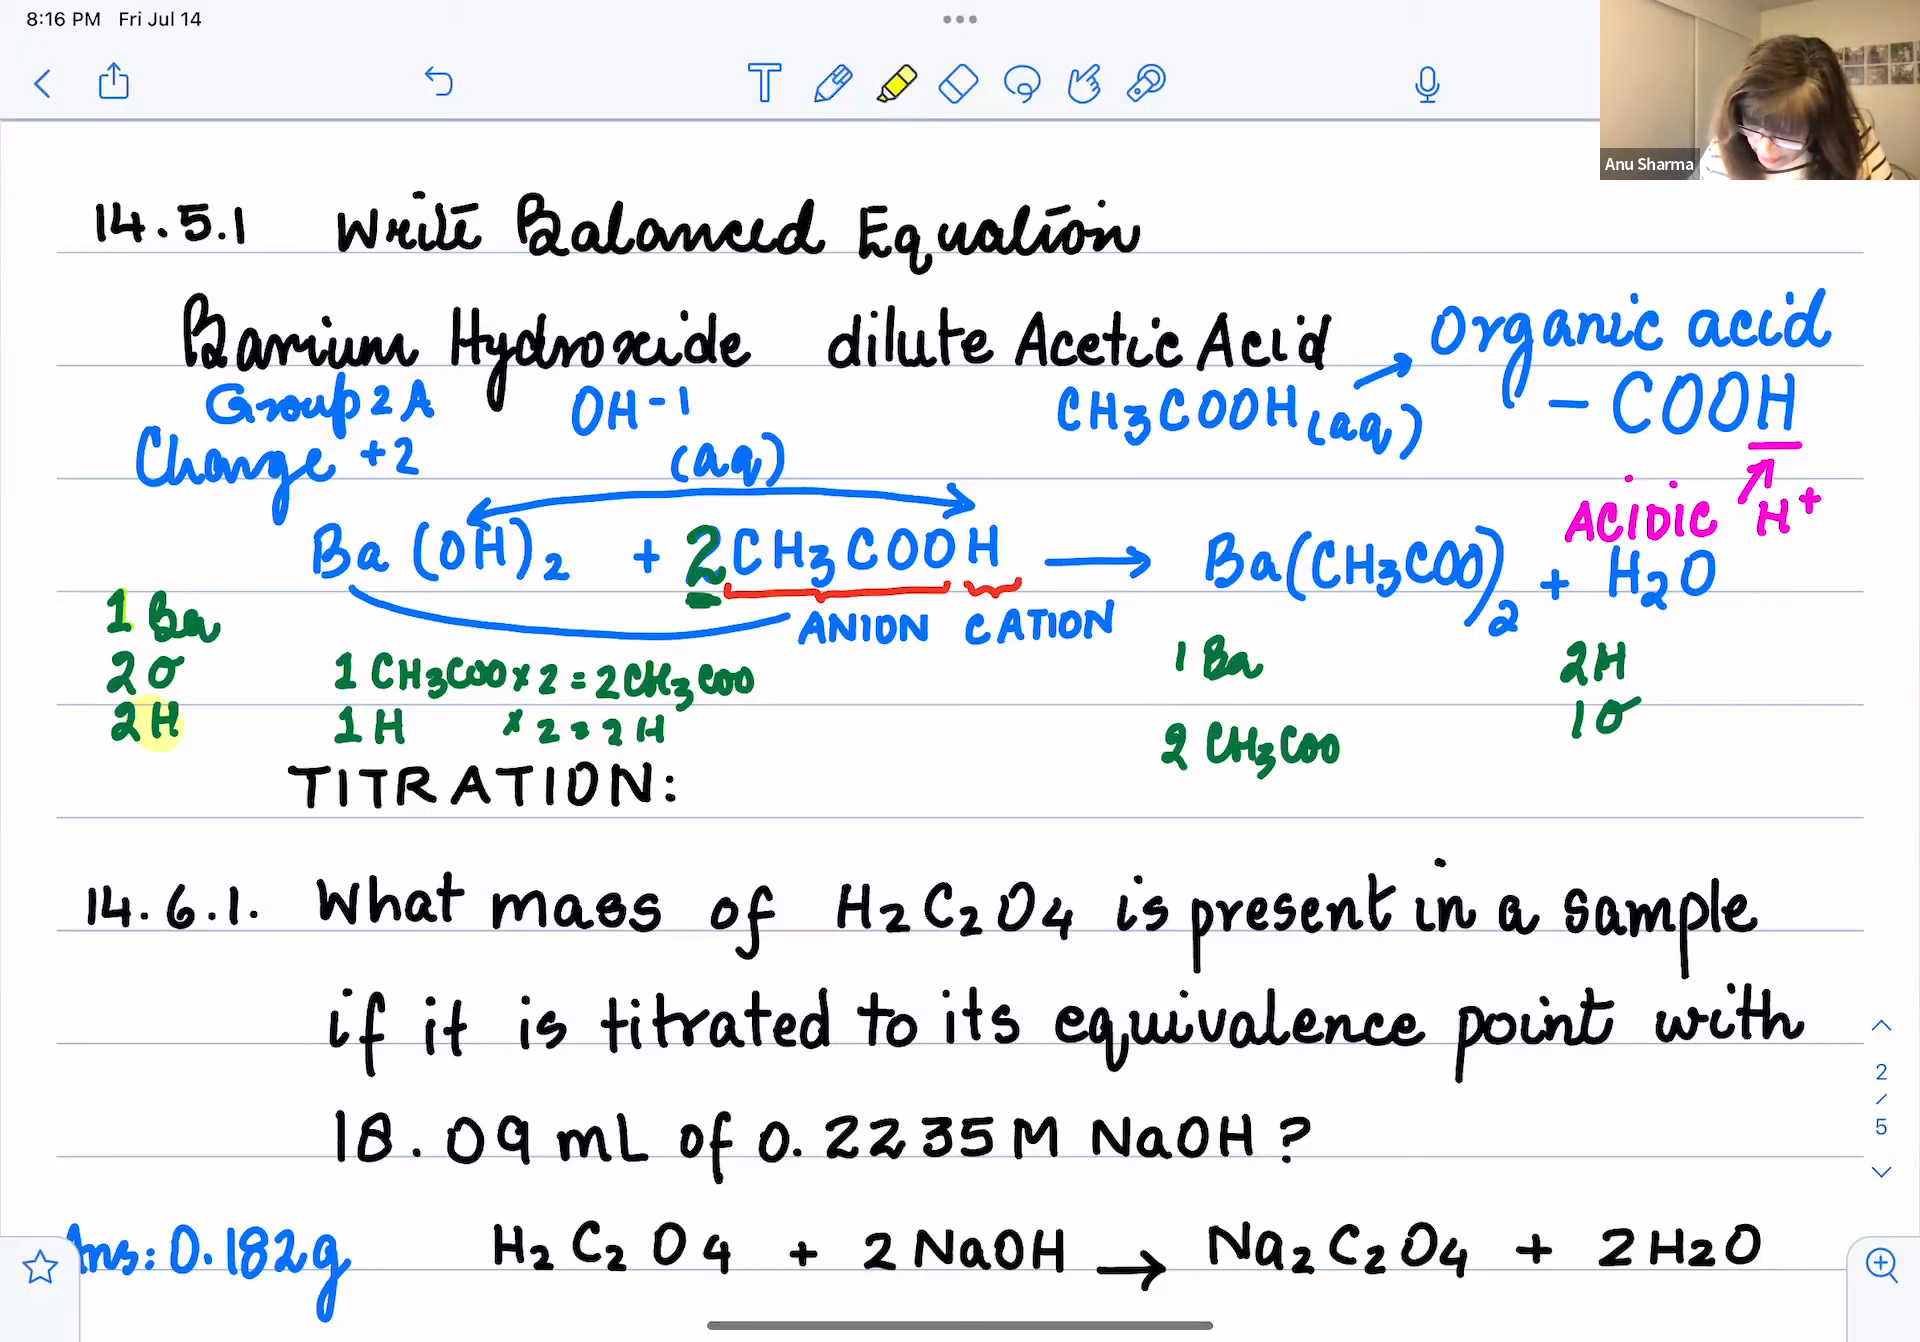 8:16 PM Fri Jul 14
Anu Sharma
14.5.1 Write Balanced Equation
Barium Hydroxide dilute Acetic Acid Organic acid
Group 2A OH-1 CH3COOH(aq) - COOH
Charge +2 (aq)
ACIDIC H+
Ba(OH)2 + 2CH3COOH → Ba(CH3COO)2 + H2O
ANION CATION
1 Ba
2 O 1 CH3COO x 2 = 2CH3COO 1 Ba 2H
2 H 1 H x 2 = 2 H 2 CH3COO 1 O
TITRATION:
14.6.1. What mass of H2C2O4 is present in a sample
if it is titrated to its equivalence point with
18.09 mL of 0.2235M NaOH?
Ans: 0.182g H2C2O4 + 2NaOH → Na2C2O4 + 2H2O
2
/
5